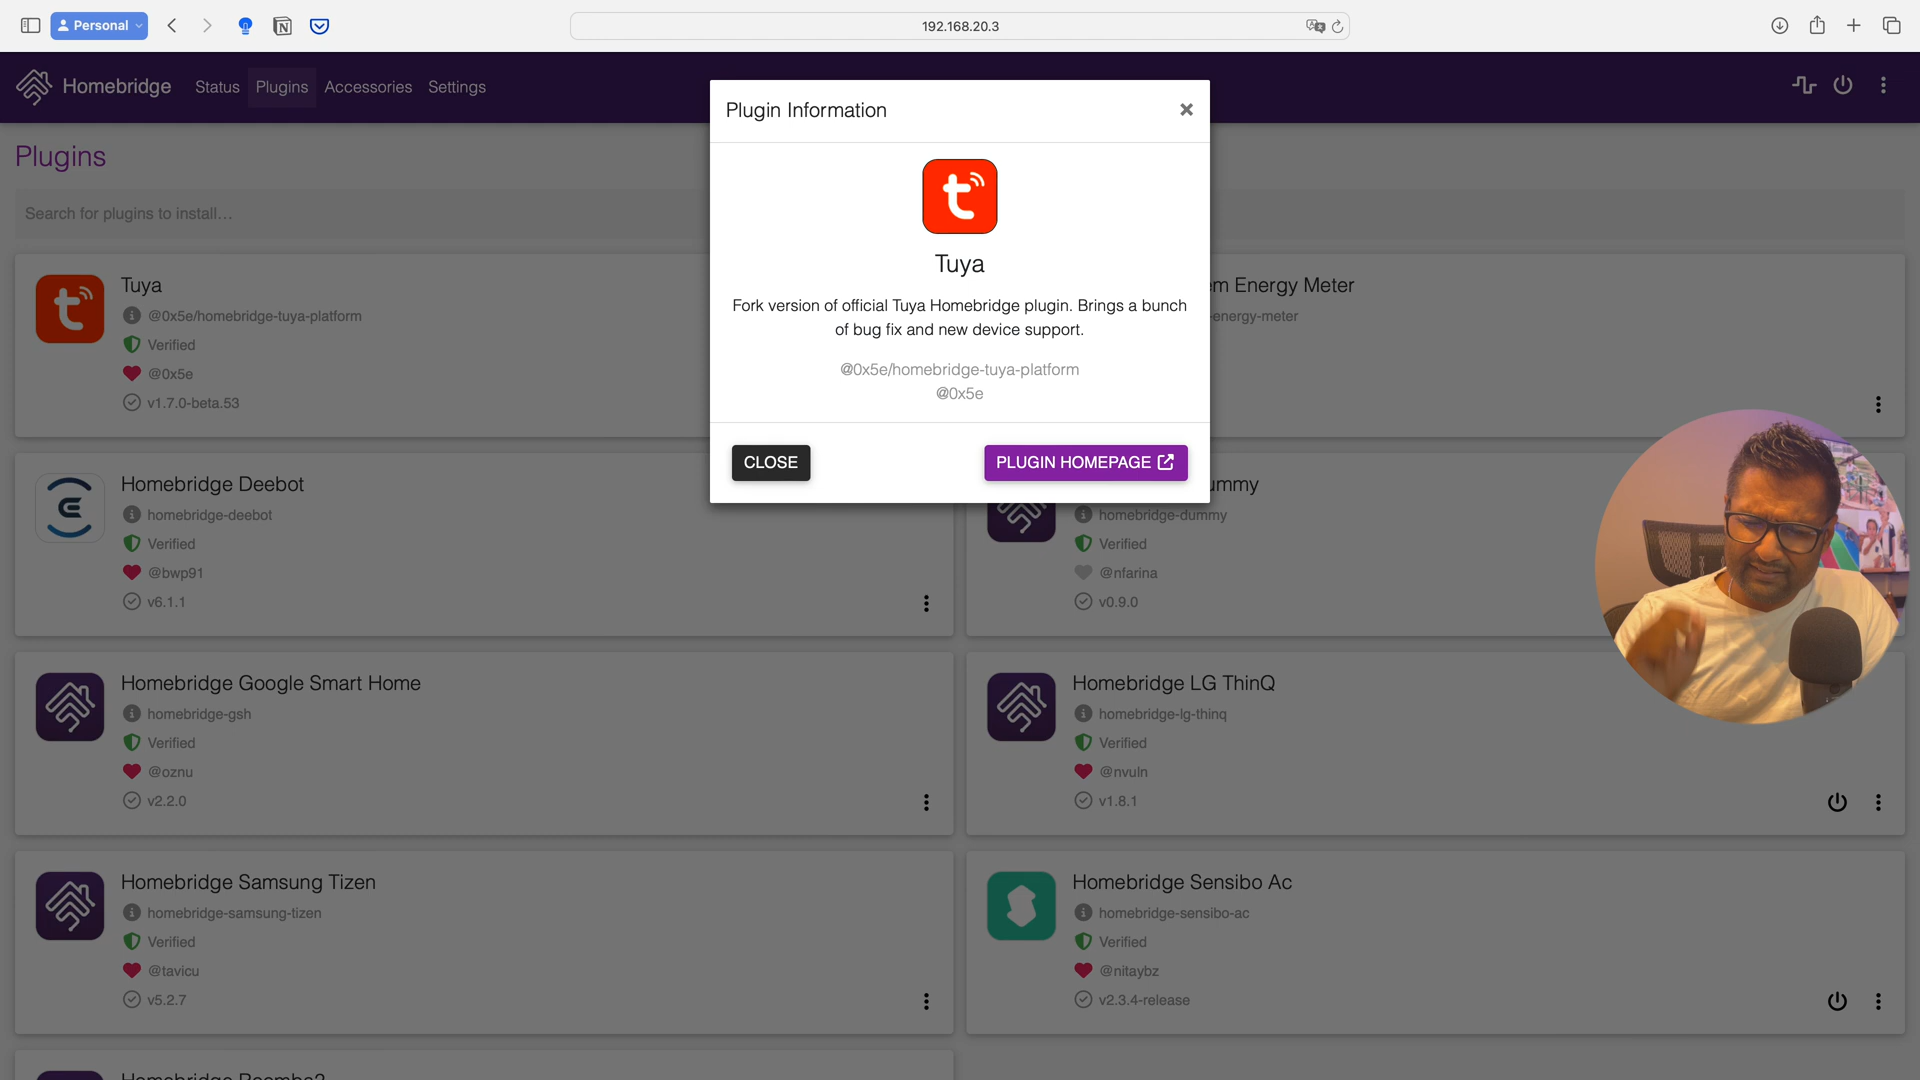 Personal
192.168.20.3
Homebridge
Status
Plugins
Accessories
Settings
Plugins
Search for plugins to install...
Plugin Information
Tuya
Fork version of official Tuya Homebridge plugin. Brings a bunch
of bug fix and new device support.
@0x5e/homebridge-tuya-platform
@0x5e
CLOSE
PLUGIN HOMEPAGE
Tuya
@0x5e/homebridge-tuya-platform
Verified
@0x5e
v1.7.0-beta.53
Energy Meter
-energy-meter
Homebridge Deebot
homebridge-deebot
Verified
@bwp91
v6.1.1
homebridge-dummy
Verified
@nfarina
v0.9.0
Homebridge Google Smart Home
homebridge-gsh
Verified
@oznu
v2.2.0
Homebridge LG ThinQ
homebridge-lg-thinq
Verified
@nvuln
v1.8.1
Homebridge Samsung Tizen
homebridge-samsung-tizen
Verified
@tavicu
v5.2.7
Homebridge Sensibo Ac
homebridge-sensibo-ac
Verified
@nitaybz
v2.3.4-release